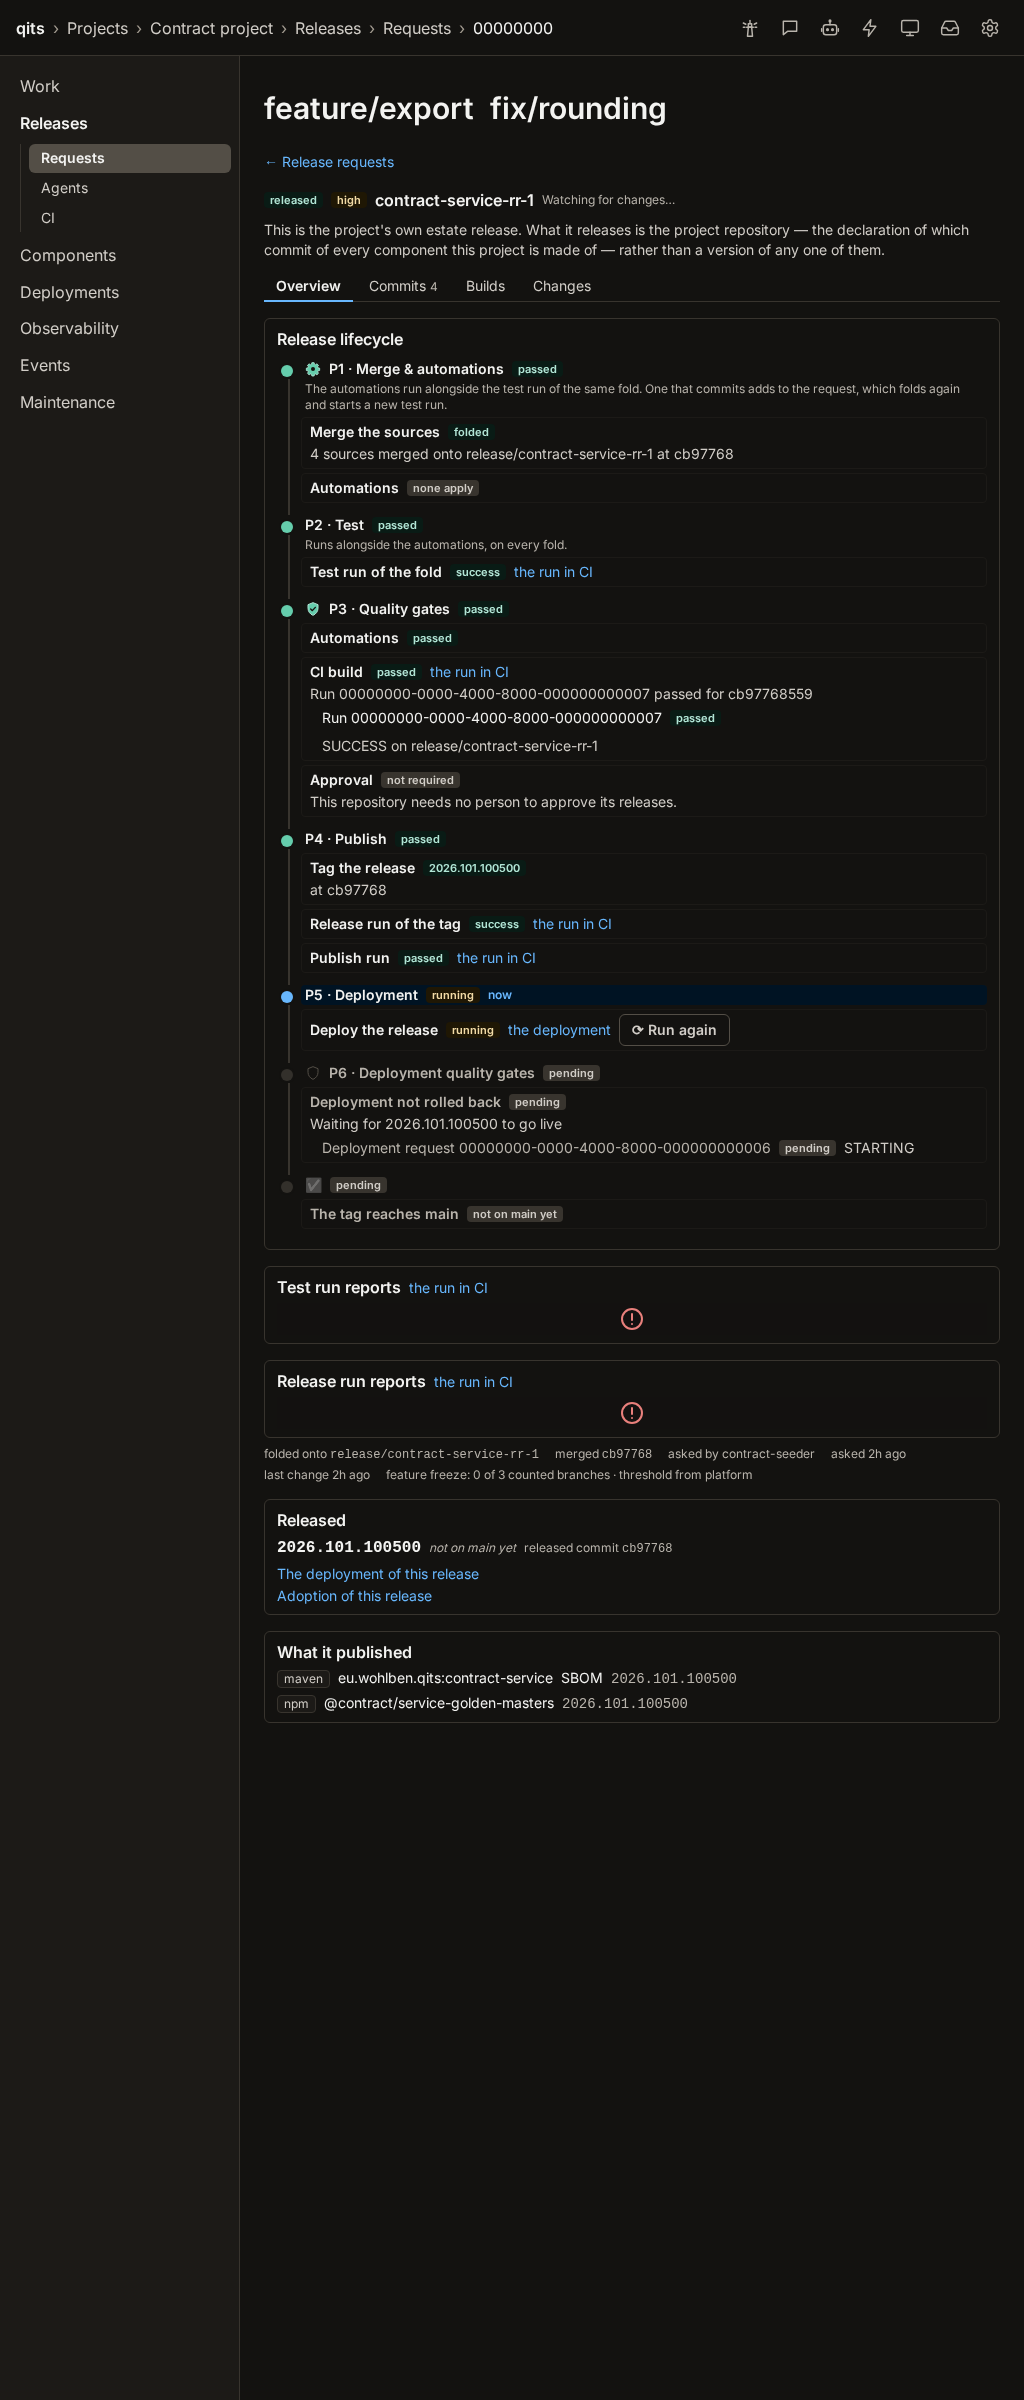 qits › Projects › Contract project › Releases › Requests › 00000000
Work
Releases
Requests
Agents
CI
Components
Deployments
Observability
Events
Maintenance
feature/export fix/rounding
← Release requests
released high contract-service-rr-1 Watching for changes…
This is the project's own estate release. What it releases is the project repository — the declaration of which
commit of every component this project is made of — rather than a version of any one of them.
Overview Commits 4 Builds Changes
Release lifecycle
P1 · Merge & automations passed
The automations run alongside the test run of the same fold. One that commits adds to the request, which folds again
and starts a new test run.
Merge the sources folded
4 sources merged onto release/contract-service-rr-1 at cb97768
Automations none apply
P2 · Test passed
Runs alongside the automations, on every fold.
Test run of the fold success the run in CI
P3 · Quality gates passed
Automations passed
CI build passed the run in CI
Run 00000000-0000-4000-8000-000000000007 passed for cb97768559
Run 00000000-0000-4000-8000-000000000007 passed
SUCCESS on release/contract-service-rr-1
Approval not required
This repository needs no person to approve its releases.
P4 · Publish passed
Tag the release 2026.101.100500
at cb97768
Release run of the tag success the run in CI
Publish run passed the run in CI
P5 · Deployment running now
Deploy the release running the deployment ⟳ Run again
P6 · Deployment quality gates pending
Deployment not rolled back pending
Waiting for 2026.101.100500 to go live
Deployment request 00000000-0000-4000-8000-000000000006 pending STARTING
pending
The tag reaches main not on main yet
Test run reports the run in CI
Release run reports the run in CI
folded onto release/contract-service-rr-1 merged cb97768 asked by contract-seeder asked 2h ago
last change 2h ago feature freeze: 0 of 3 counted branches · threshold from platform
Released
2026.101.100500 not on main yet released commit cb97768
The deployment of this release
Adoption of this release
What it published
maven eu.wohlben.qits:contract-service SBOM 2026.101.100500
npm @contract/service-golden-masters 2026.101.100500